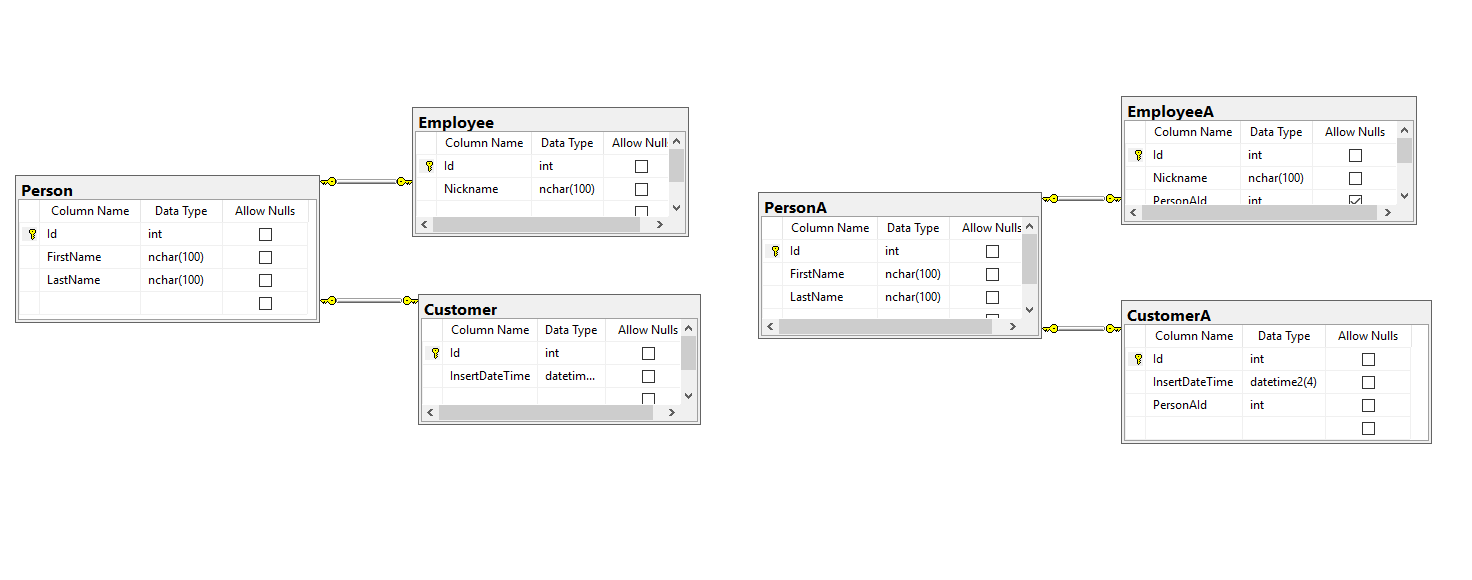 Person
Column Name Data Type Allow Nulls
Id int
FirstName nchar(100)
LastName nchar(100)
Employee
Column Name Data Type Allow Nulls
Id int
Nickname nchar(100)
Customer
Column Name Data Type Allow Nulls
Id int
InsertDateTime datetim...
PersonA
Column Name Data Type Allow Nulls
Id int
FirstName nchar(100)
LastName nchar(100)
EmployeeA
Column Name Data Type Allow Nulls
Id int
Nickname nchar(100)
PersonAId int
CustomerA
Column Name Data Type Allow Nulls
Id int
InsertDateTime datetime2(4)
PersonAId int